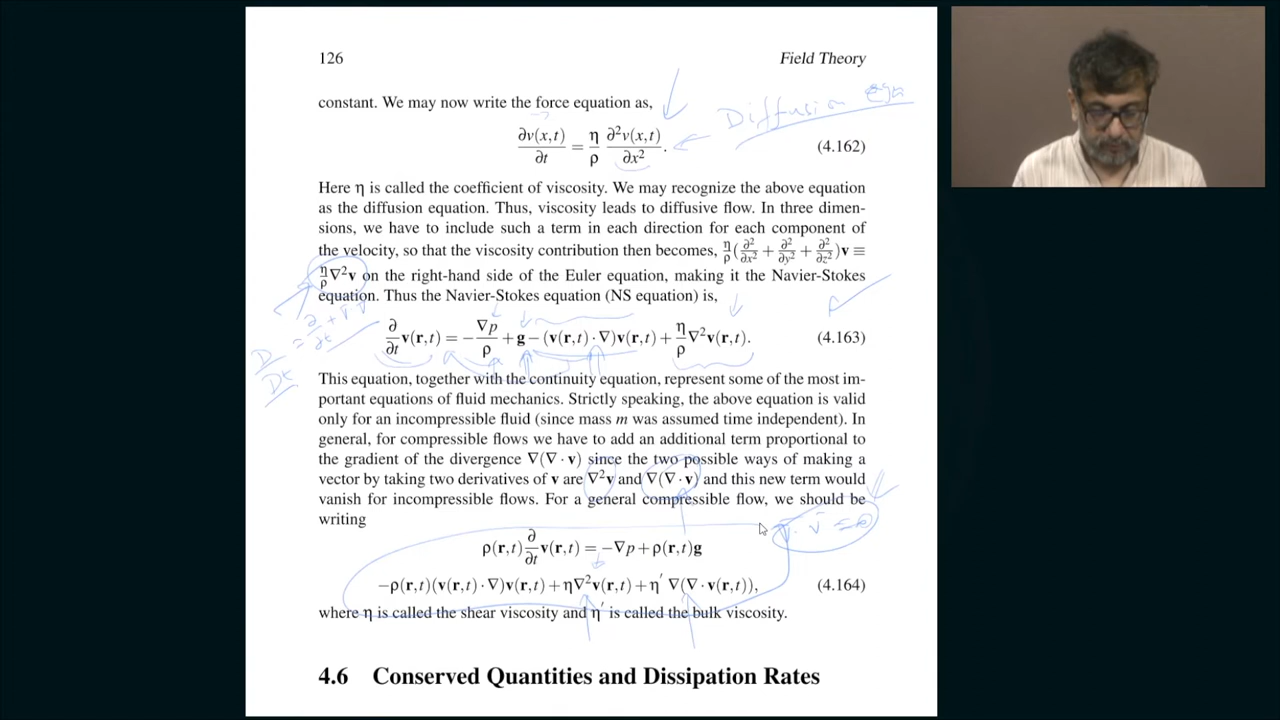 126 Field Theory
constant. We may now write the force equation as,
Diffusion eqn
∂v(x,t)/∂t = η/ρ ∂²v(x,t)/∂x². (4.162)
Here η is called the coefficient of viscosity. We may recognize the above equation
as the diffusion equation. Thus, viscosity leads to diffusive flow. In three dimen-
sions, we have to include such a term in each direction for each component of
the velocity, so that the viscosity contribution then becomes, η/ρ(∂²/∂x² + ∂²/∂y² + ∂²/∂z²)v ≡
η/ρ∇²v on the right-hand side of the Euler equation, making it the Navier-Stokes
equation. Thus the Navier-Stokes equation (NS equation) is,
D/Dt = ∂/∂t + v̄·∇
∂/∂t v(r,t) = −∇p/ρ + g − (v(r,t)·∇)v(r,t) + η/ρ∇²v(r,t). (4.163)
This equation, together with the continuity equation, represent some of the most im-
portant equations of fluid mechanics. Strictly speaking, the above equation is valid
only for an incompressible fluid (since mass m was assumed time independent). In
general, for compressible flows we have to add an additional term proportional to
the gradient of the divergence ∇(∇·v) since the two possible ways of making a
vector by taking two derivatives of v are ∇²v and ∇(∇·v) and this new term would
vanish for incompressible flows. For a general compressible flow, we should be
writing
∇̄·v̄ = 0
ρ(r,t)∂/∂t v(r,t) = −∇p + ρ(r,t)g
−ρ(r,t)(v(r,t)·∇)v(r,t) + η∇²v(r,t) + η′ ∇(∇·v(r,t)), (4.164)
where η is called the shear viscosity and η′ is called the bulk viscosity.
4.6 Conserved Quantities and Dissipation Rates